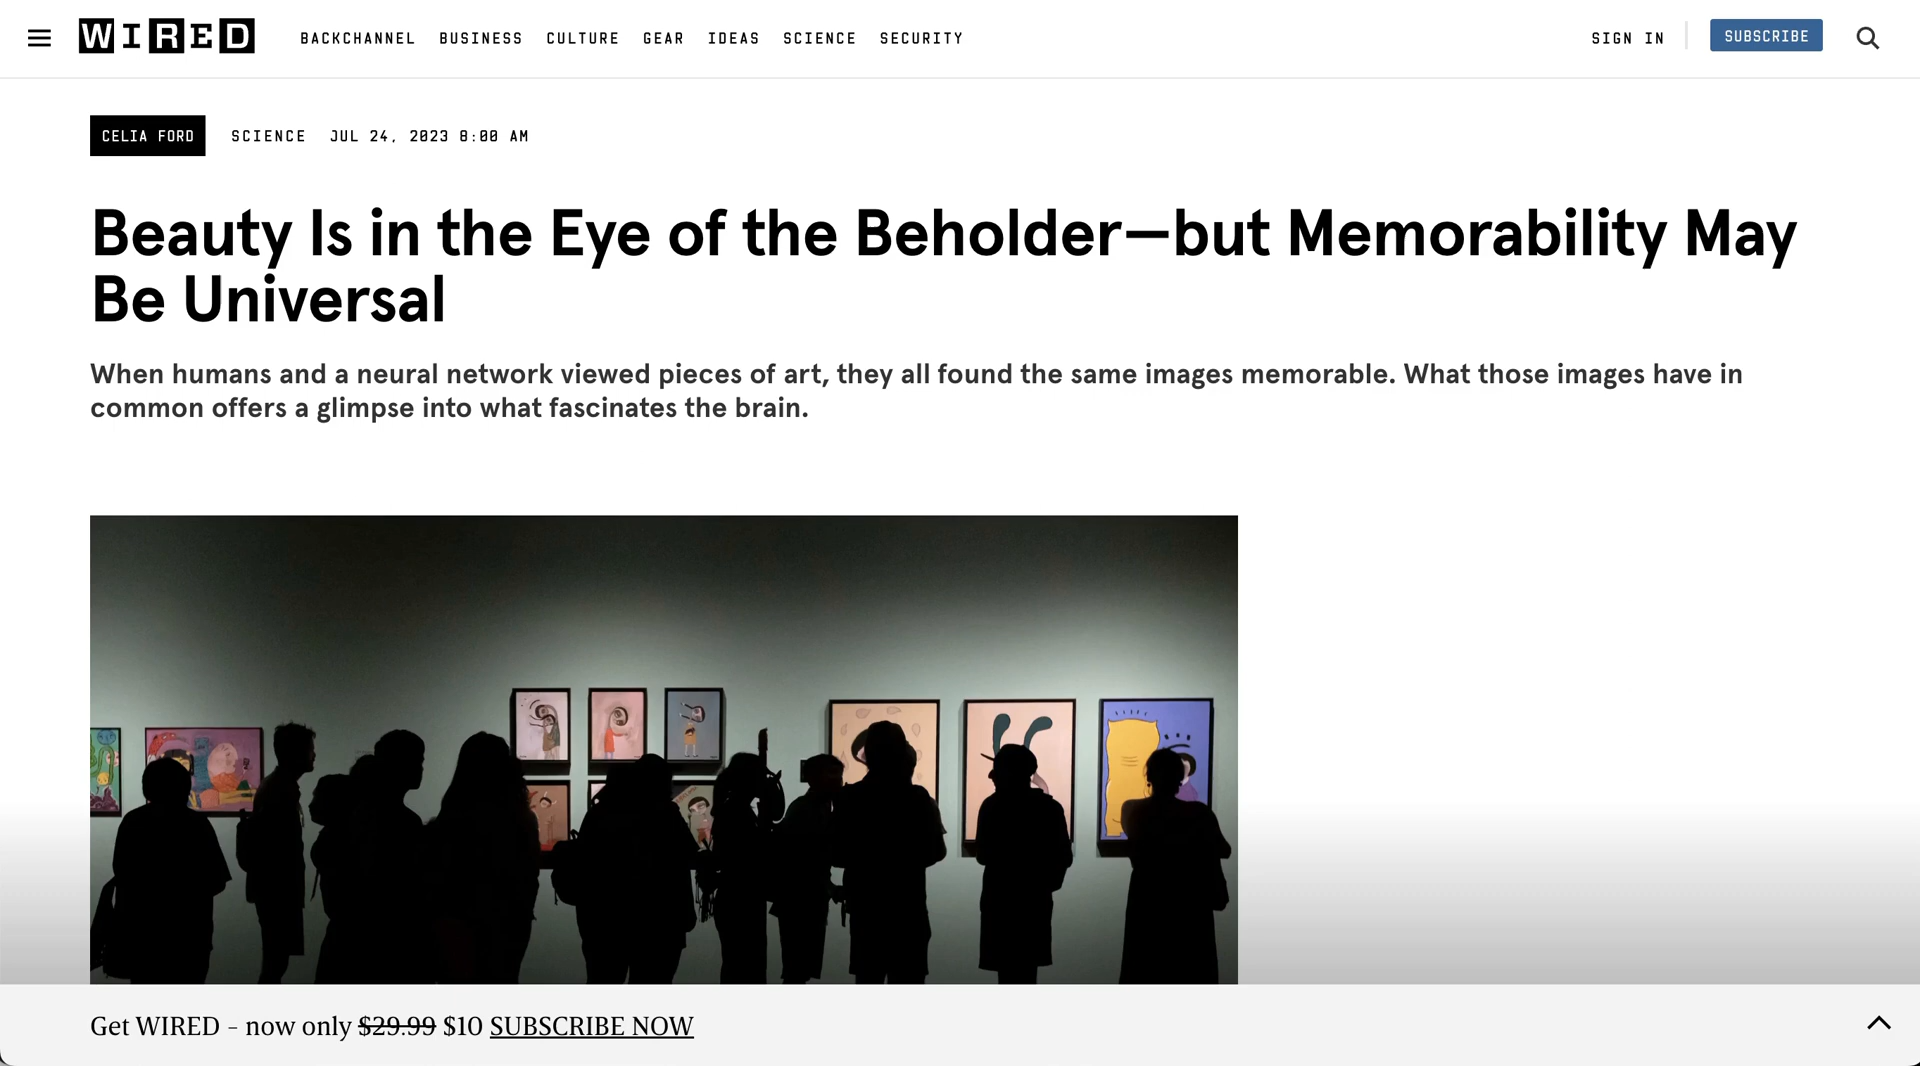 WIRED BACKCHANNEL BUSINESS CULTURE GEAR IDEAS SCIENCE SECURITY SIGN IN SUBSCRIBE
CELIA FORD SCIENCE JUL 24, 2023 8:00 AM
Beauty Is in the Eye of the Beholder—but Memorability May
Be Universal
When humans and a neural network viewed pieces of art, they all found the same images memorable. What those images have in
common offers a glimpse into what fascinates the brain.
Get WIRED - now only $29.99 $10 SUBSCRIBE NOW